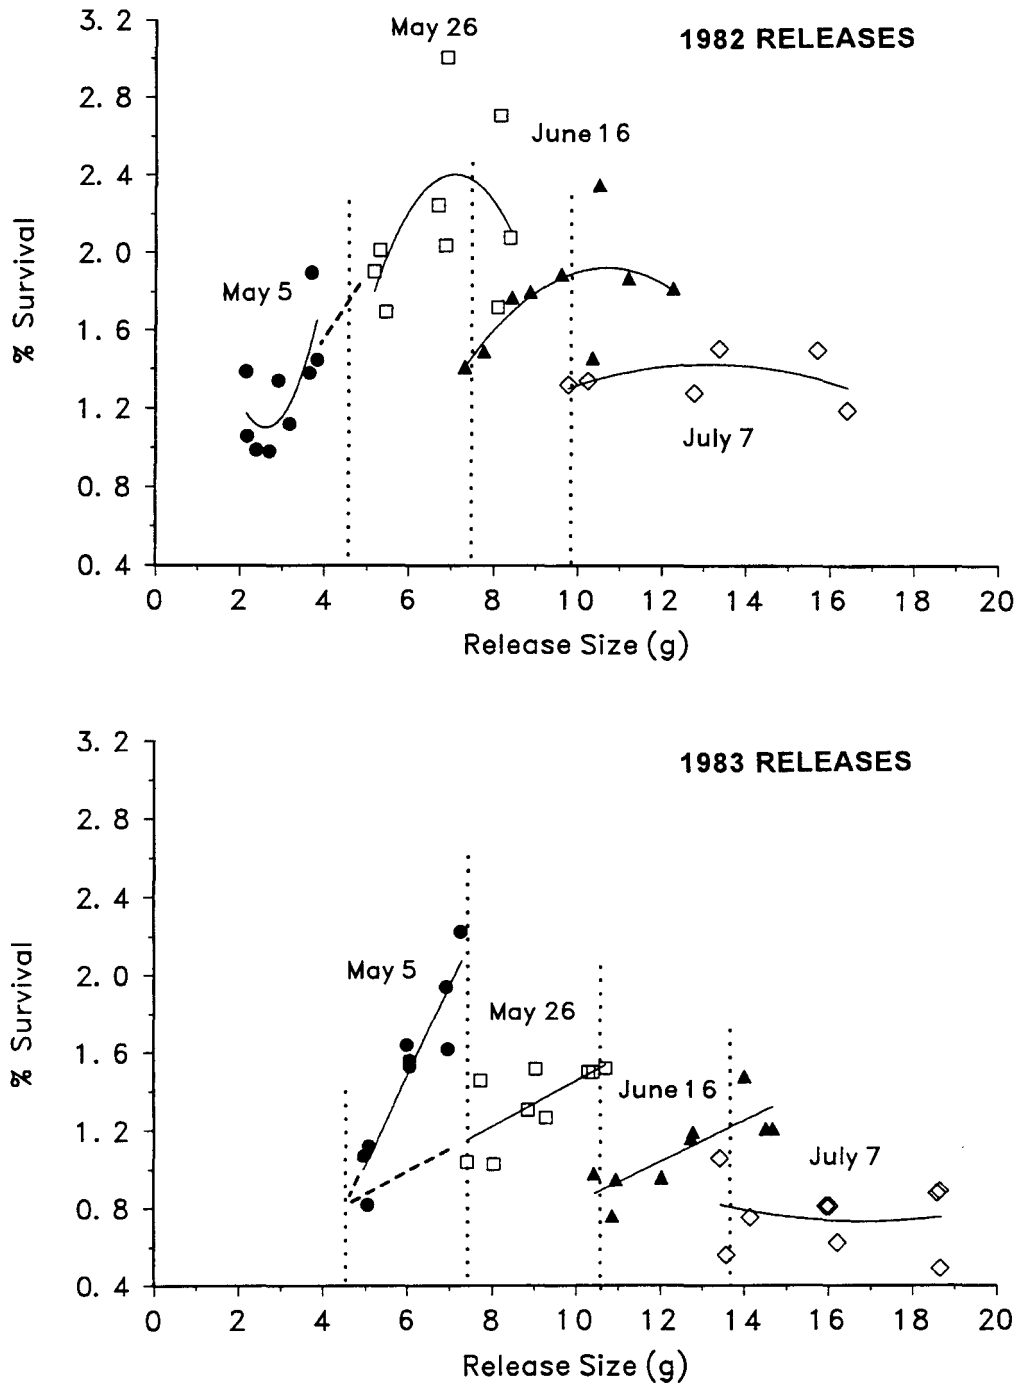 May 26
1982 RELEASES
June 16
May 5
July 7
% Survival
3. 2
2. 8
2. 4
2. 0
1. 6
1. 2
0. 8
0. 4
0 2 4 6 8 10 12 14 16 18 20
Release Size (g)
1983 RELEASES
May 5
May 26
June 16
July 7
% Survival
3. 2
2. 8
2. 4
2. 0
1. 6
1. 2
0. 8
0. 4
0 2 4 6 8 10 12 14 16 18 20
Release Size (g)